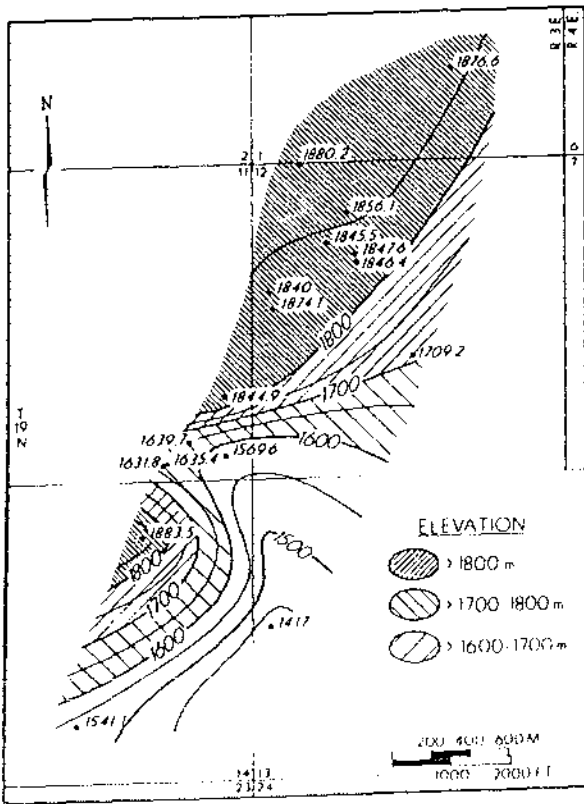 R3E
R4E
1876.6
N
2 1
11 12
6
7
1880.2
1856.1
1845.5
1847.6
1846.4
1840
1874.1
1800
1709.2
1700
1844.9
T
19
N
1639.7
1600
1631.8
1635.4
1569.6
1883.5
1500
1800
1700
1600
1417
1541.1
ELEVATION
> 1800 m
> 1700-1800 m
> 1600-1700 m
200 400 600 M
1000 2000 FT
14 13
23 24